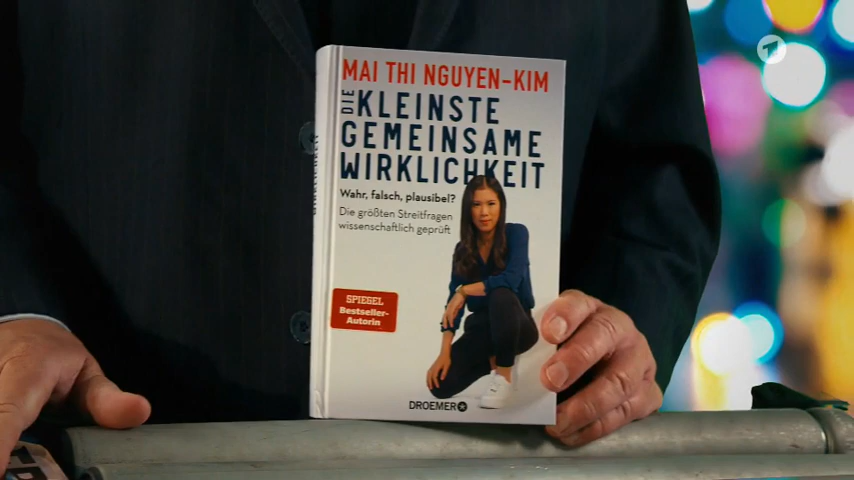 MAI THI NGUYEN-KIM
DIE KLEINSTE
GEMEINSAME
WIRKLICHKEIT
Wahr, falsch, plausibel?
Die größten Streitfragen
wissenschaftlich geprüft
SPIEGEL
Bestseller-
Autorin
DROEMER